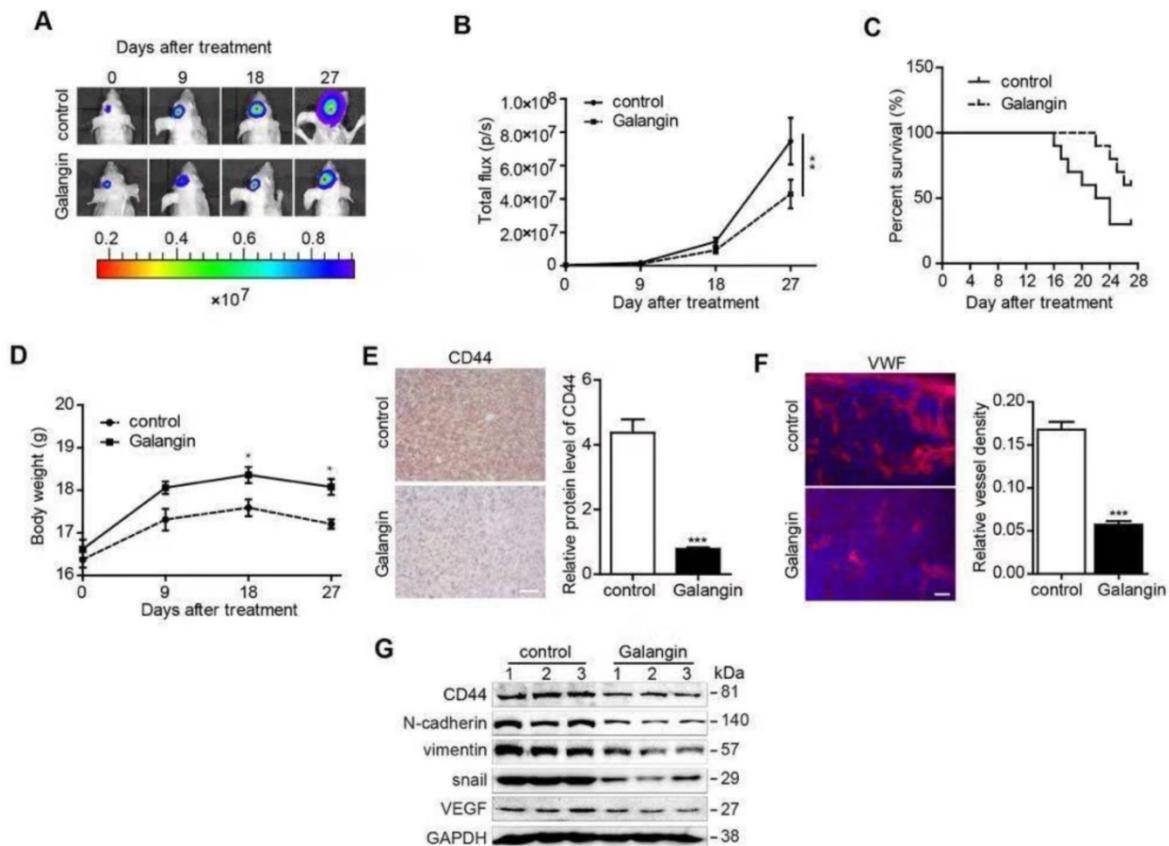 A
Days after treatment
0 9 18 27
control
Galangin
0.2 0.4 0.6 0.8
×10⁷
B
control
Galangin
1.0×10⁸
8.0×10⁷
6.0×10⁷
4.0×10⁷
2.0×10⁷
0
Total flux (p/s)
**
0 9 18 27
Day after treatment
C
control
Galangin
150
100
50
0
Percent survival (%)
0 4 8 12 16 20 24 28
Day after treatment
D
control
Galangin
20
19
18
17
16
Body weight (g)
* *
0 9 18 27
Days after treatment
E
CD44
control
Galangin
6
4
2
0
Relative protein level of CD44
***
control Galangin
F
VWF
control
Galangin
0.20
0.15
0.10
0.05
0.00
Relative vessel density
***
control Galangin
G
control Galangin
1 2 3 1 2 3 kDa
CD44 -81
N-cadherin -140
vimentin -57
snail -29
VEGF -27
GAPDH -38